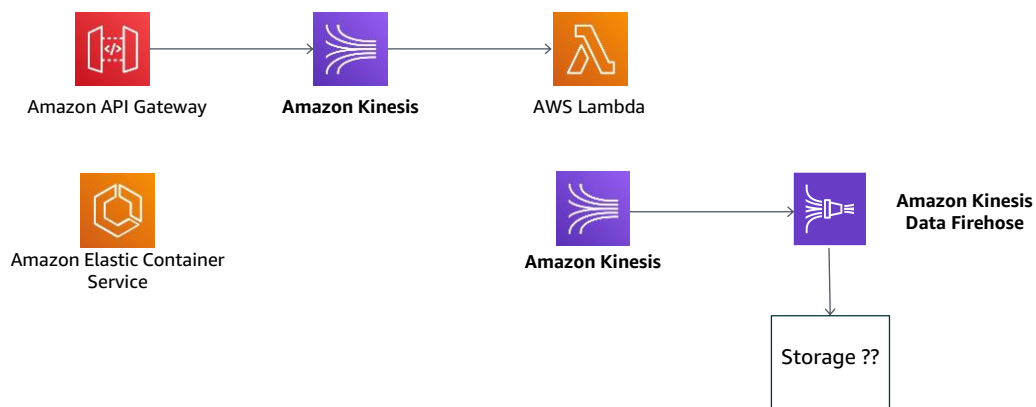 Amazon API Gateway
Amazon Kinesis
AWS Lambda
Amazon Elastic Container
Service
Amazon Kinesis
Amazon Kinesis
Data Firehose
Storage ??